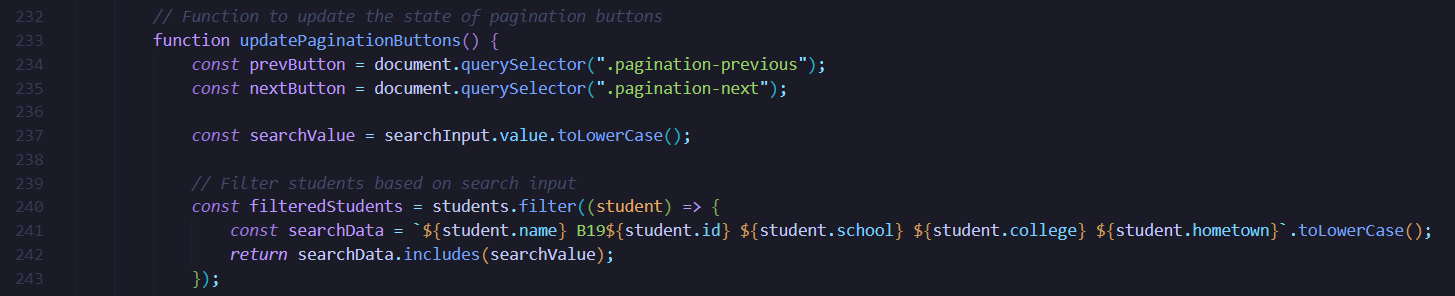 232 // Function to update the state of pagination buttons
233 function updatePaginationButtons() {
234 const prevButton = document.querySelector(".pagination-previous");
235 const nextButton = document.querySelector(".pagination-next");
236
237 const searchValue = searchInput.value.toLowerCase();
238
239 // Filter students based on search input
240 const filteredStudents = students.filter((student) => {
241 const searchData = `${student.name} B19${student.id} ${student.school} ${student.college} ${student.hometown}`.toLowerCase();
242 return searchData.includes(searchValue);
243 });